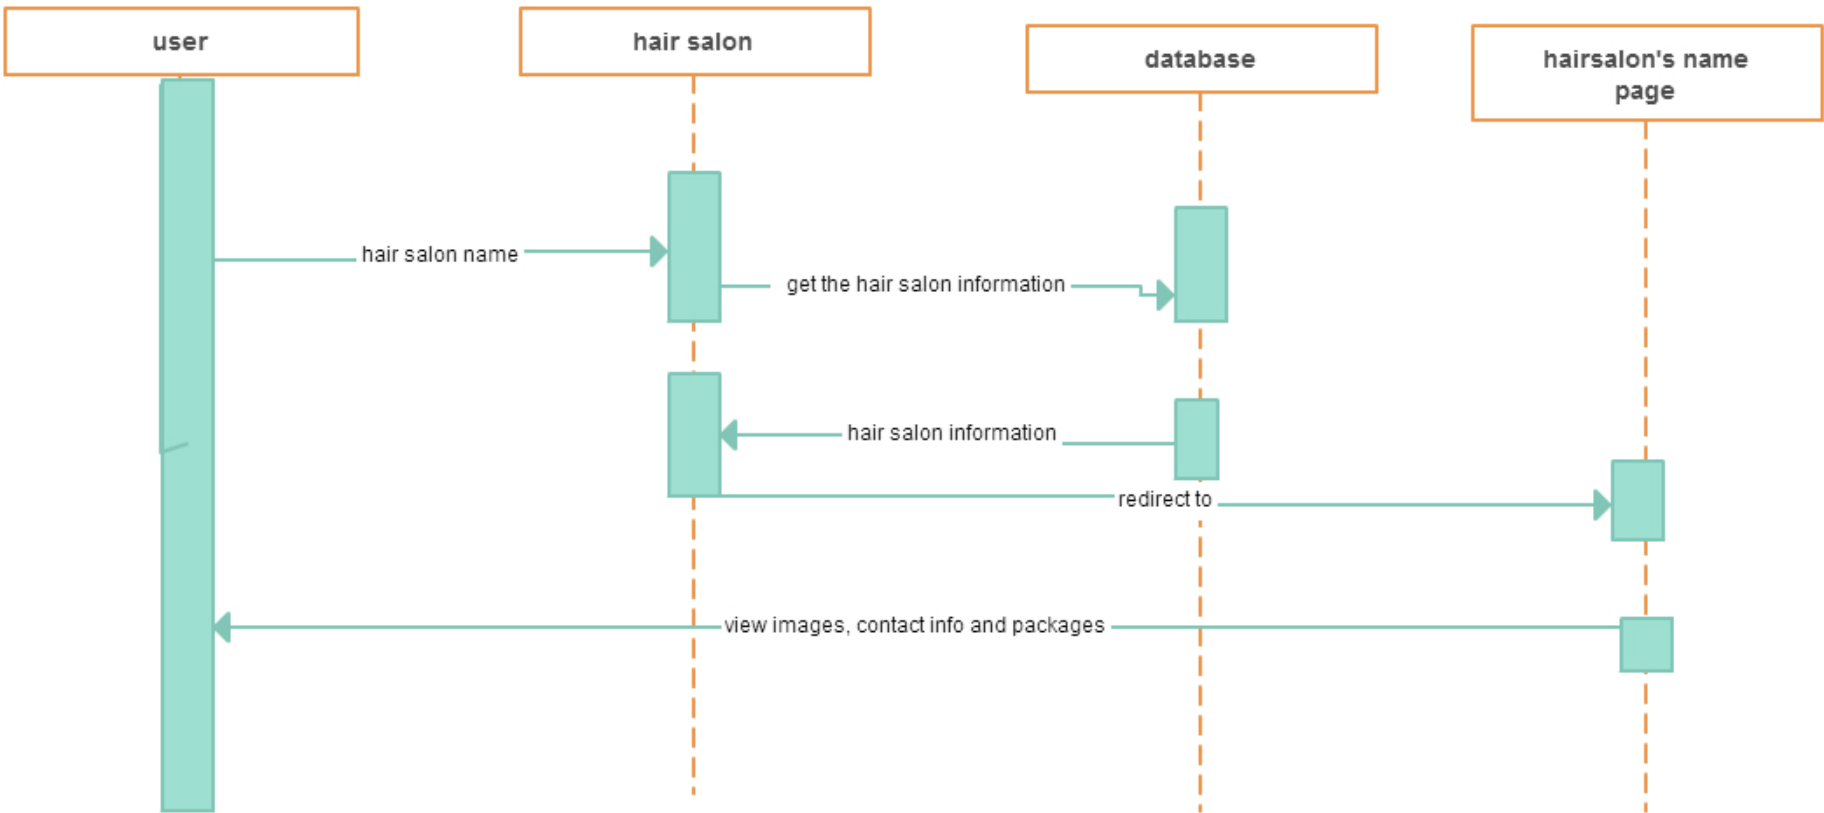 user
hair salon
database
hairsalon's name
page
hair salon name
get the hair salon information
hair salon information
redirect to
view images, contact info and packages